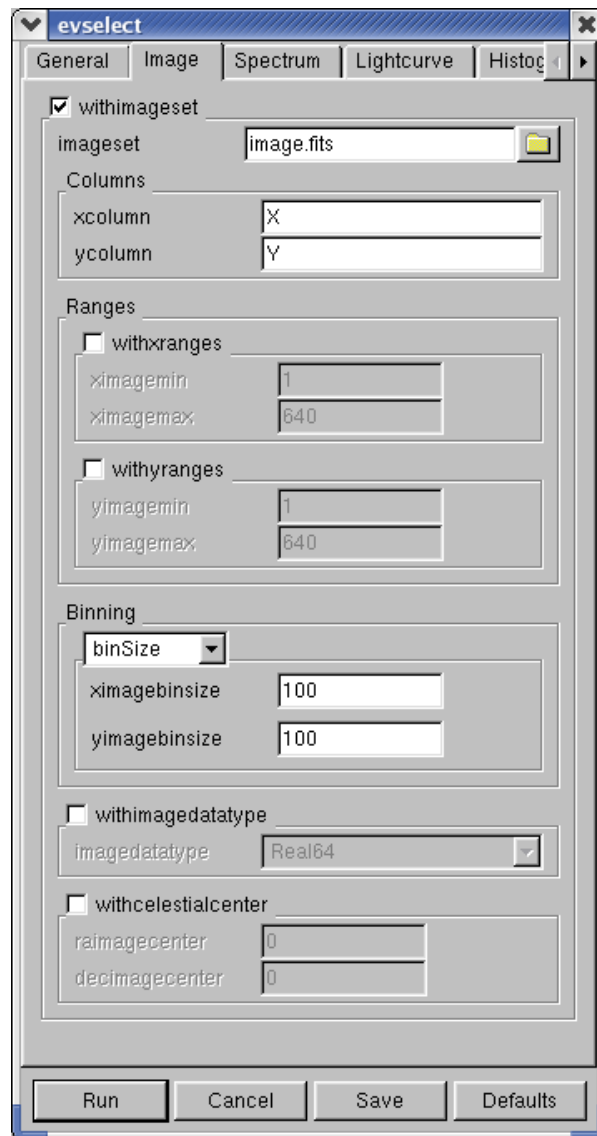 evselect
General Image Spectrum Lightcurve Histog
withimageset
imageset image.fits
Columns
xcolumn X
ycolumn Y
Ranges
withxranges
ximagemin 1
ximagemax 640
withyranges
yimagemin 1
yimagemax 640
Binning
binSize
ximagebinsize 100
yimagebinsize 100
withimagedatatype
imagedatatype Real64
withcelestialcenter
raimagecenter 0
decimagecenter 0
Run Cancel Save Defaults